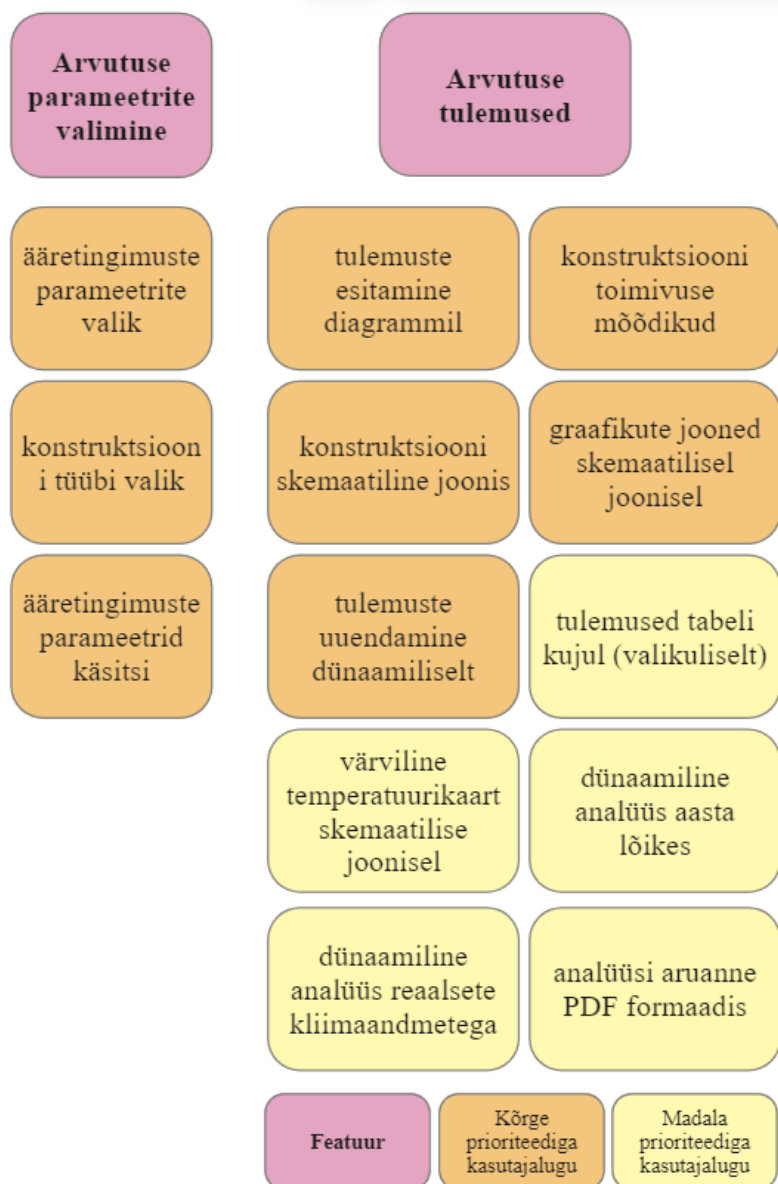 Arvutuse
parameetrite
valimine
Arvutuse
tulemused
ääretingimuste
parameetrite
valik
tulemuste
esitamine
diagrammil
konstruktsiooni
toimivuse
mõõdikud
konstruktsioon
i tüübi valik
konstruktsiooni
skemaatiline joonis
graafikute jooned
skemaatilisel
joonisel
ääretingimuste
parameetrid
käsitsi
tulemuste
uuendamine
dünaamiliselt
tulemused tabeli
kujul (valikuliselt)
värviline
temperatuurikaart
skemaatilise
joonisel
dünaamiline
analüüs aasta
lõikes
dünaamiline
analüüs reaalsete
kliimaandmetega
analüüsi aruanne
PDF formaadis
Featuur
Kõrge
prioriteediga
kasutajalugu
Madala
prioriteediga
kasutajalugu